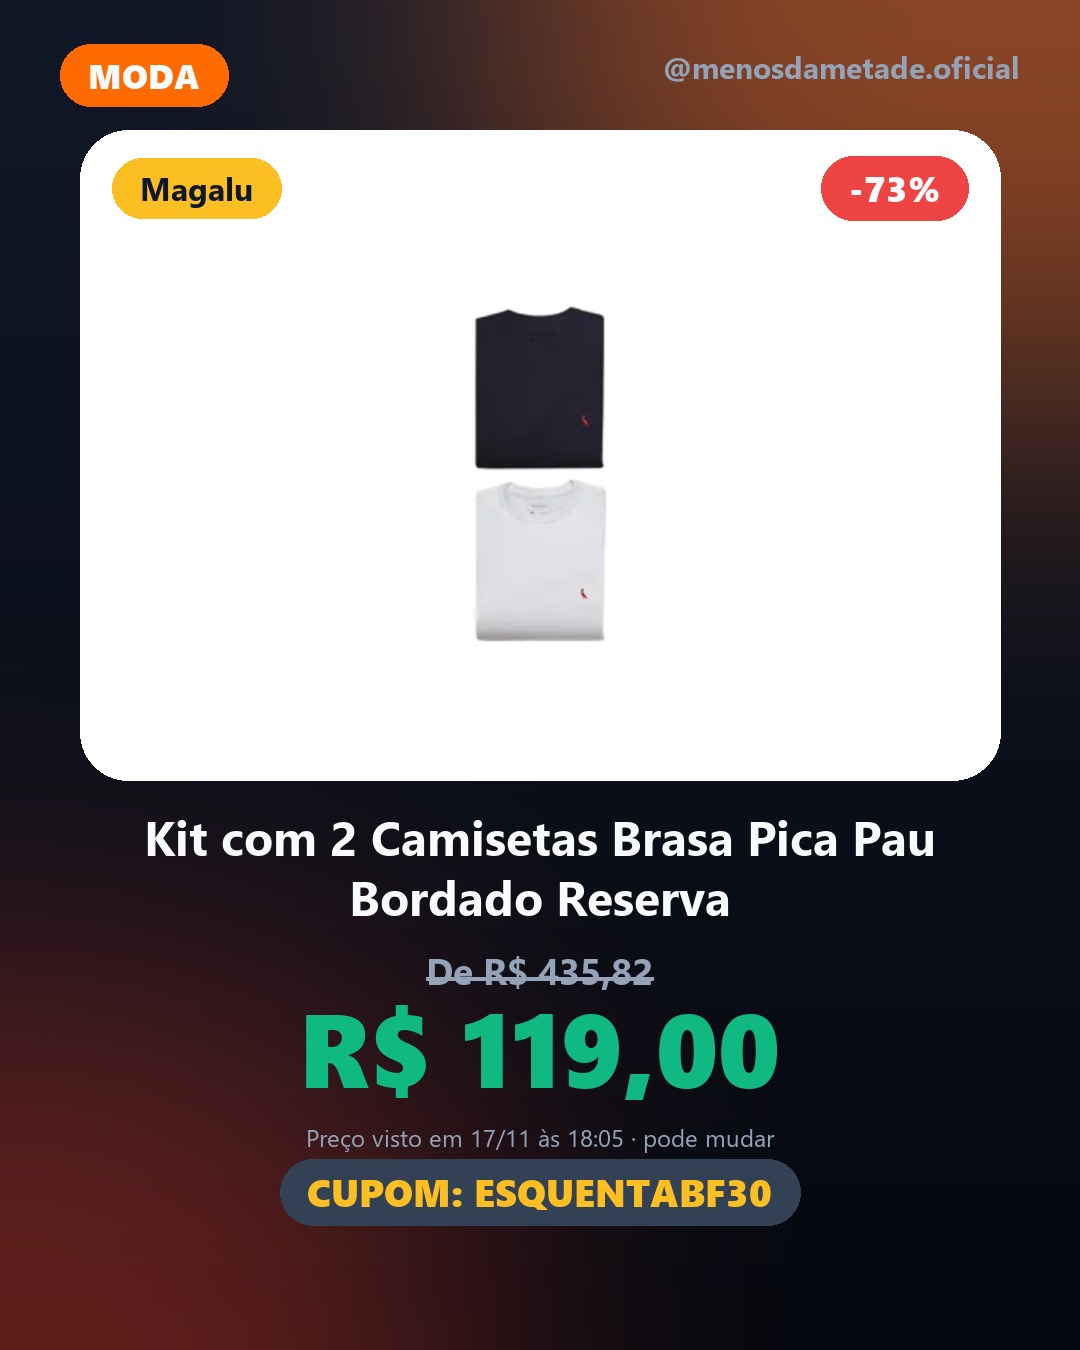 MODA
@menosdametade.oficial
Magalu
-73%
Kit com 2 Camisetas Brasa Pica Pau
Bordado Reserva
De R$ 435,82
R$ 119,00
Preço visto em 17/11 às 18:05 · pode mudar
CUPOM: ESQUENTABF30